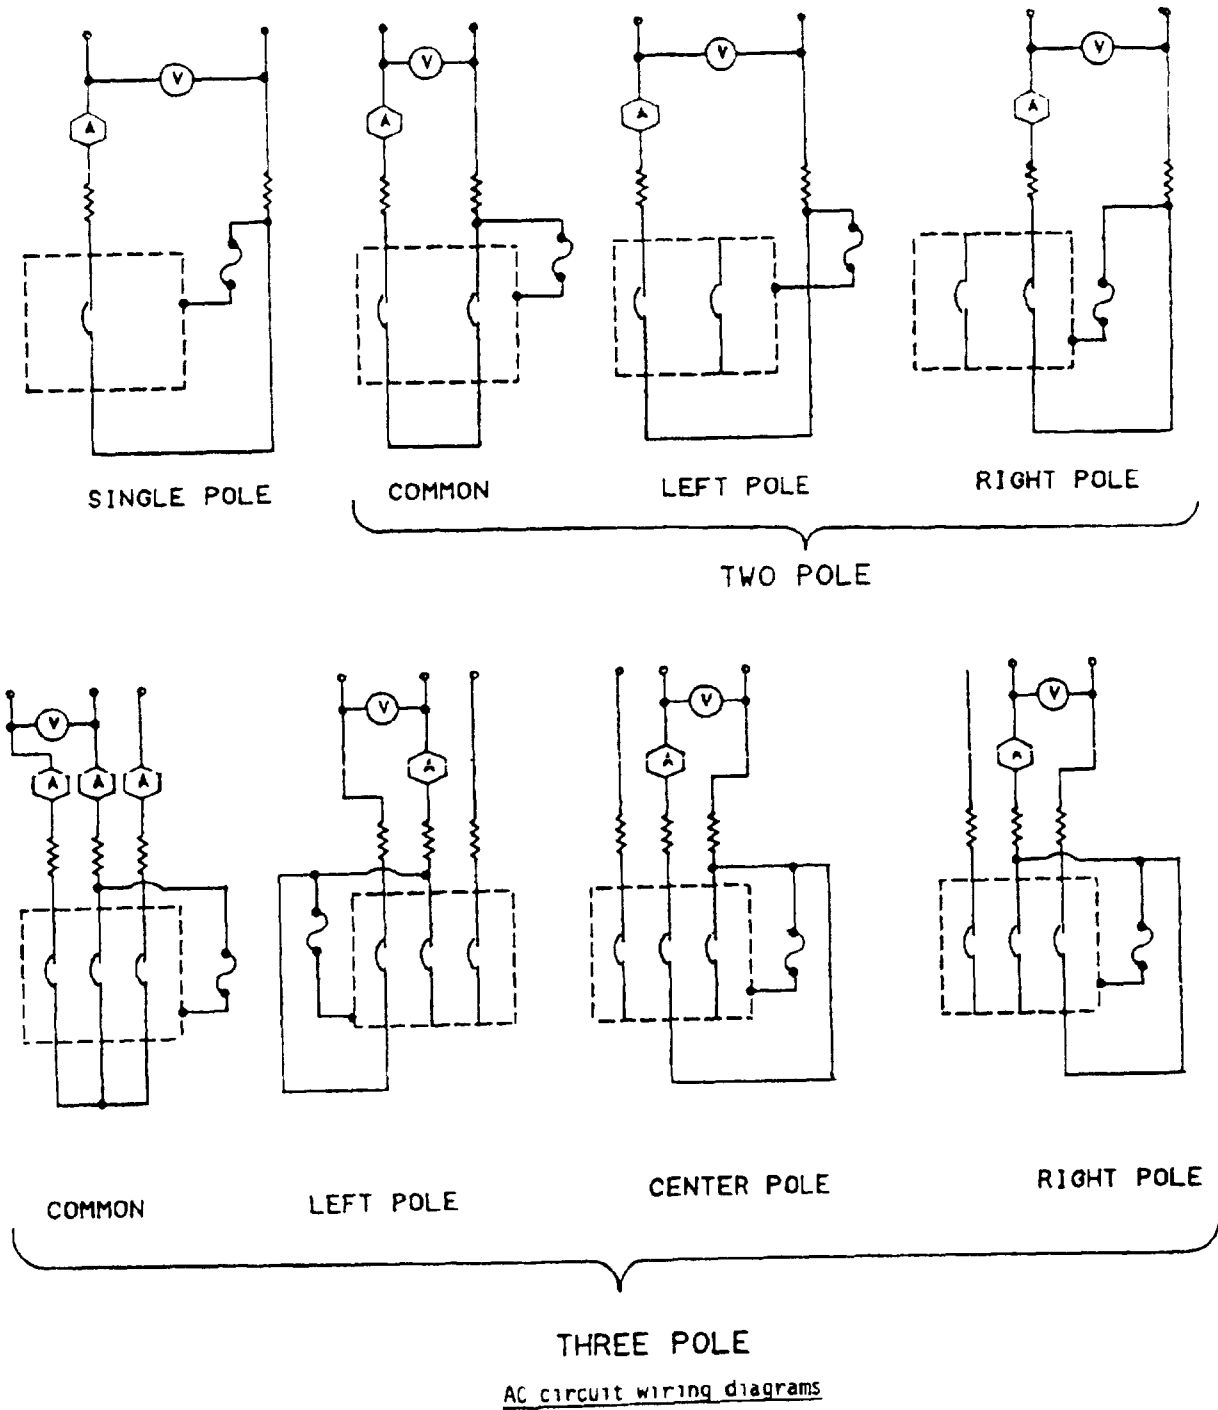 V
V
V
V
A
A
A
A
SINGLE POLE
COMMON
LEFT POLE
RIGHT POLE
TWO POLE
V
V
V
V
A
A
A
A
A
A
COMMON
LEFT POLE
CENTER POLE
RIGHT POLE
THREE POLE
AC circuit wiring diagrams